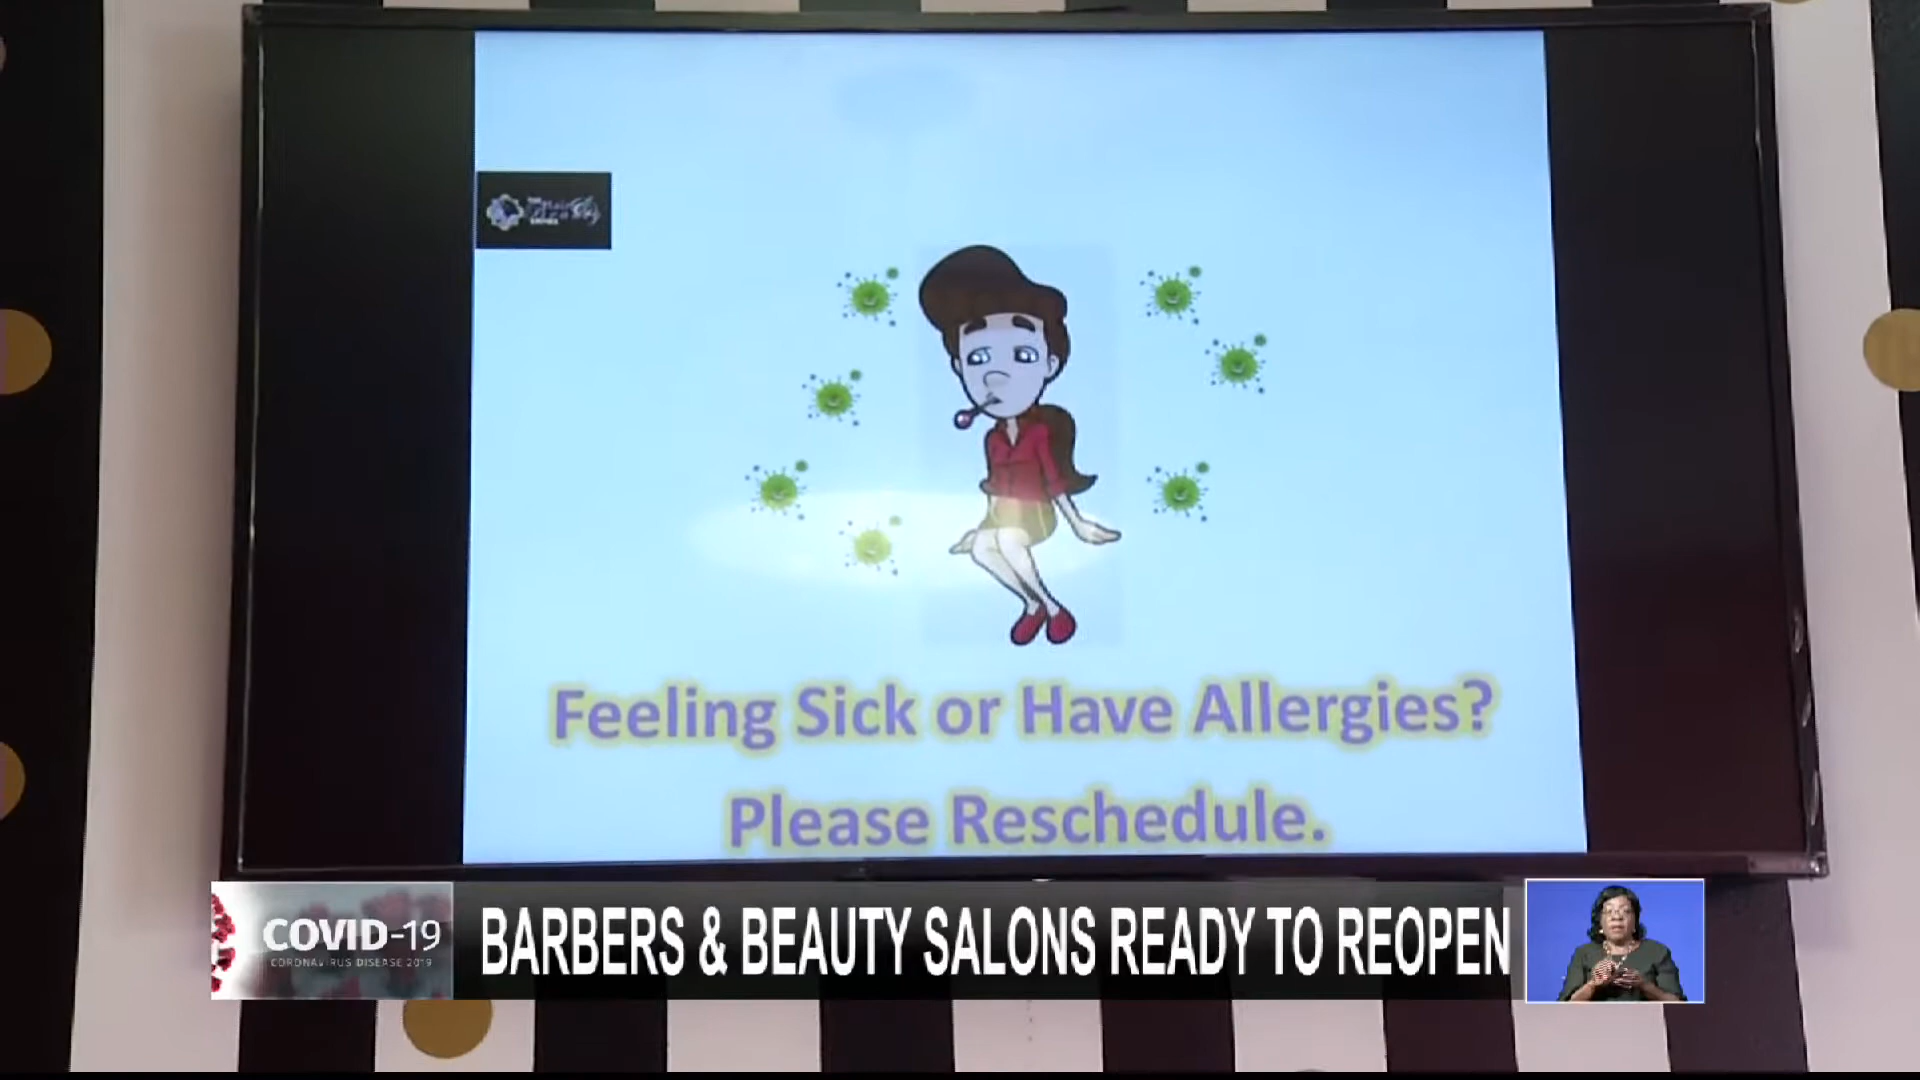 Feeling Sick or Have Allergies?
Please Reschedule.
COVID-19
CORONAVIRUS DISEASE 2019
BARBERS & BEAUTY SALONS READY TO REOPEN